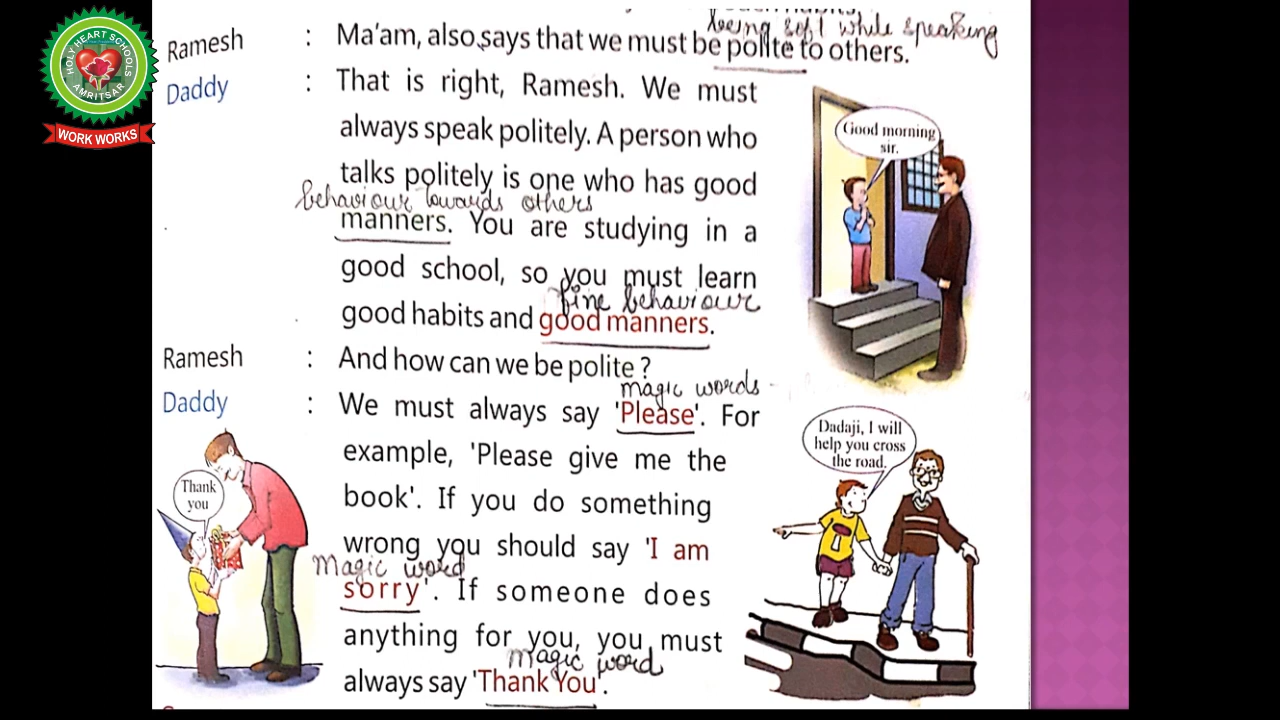 HOLY HEART SCHOOLS
AMRITSAR
WORK WORKS
being soft while speaking
Ramesh : Ma'am, also says that we must be polite to others.
Daddy : That is right, Ramesh. We must
always speak politely. A person who
talks politely is one who has good
behaviour towards others
manners. You are studying in a
good school, so you must learn
fine behaviour
good habits and good manners.
Good morning
sir.
Ramesh : And how can we be polite ?
magic words -
Daddy : We must always say 'Please'. For
example, 'Please give me the
book'. If you do something
wrong you should say 'I am
magic word
sorry'. If someone does
anything for you, you must
magic word
always say 'Thank You'.
Thank
you
Dadaji, I will
help you cross
the road.